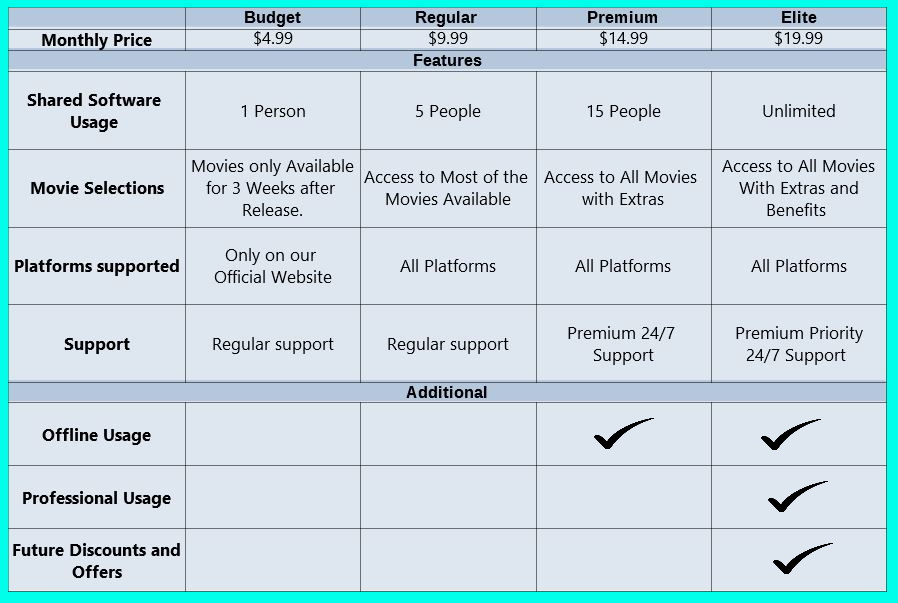 Budget Regular Premium Elite
Monthly Price $4.99 $9.99 $14.99 $19.99
Features
Shared Software
Usage
1 Person
5 People
15 People
Unlimited
Movie Selections
Movies only Available
for 3 Weeks after
Release.
Access to Most of the
Movies Available
Access to All Movies
with Extras
Access to All Movies
With Extras and
Benefits
Platforms supported
Only on our
Official Website
All Platforms
All Platforms
All Platforms
Support
Regular support
Regular support
Premium 24/7
Support
Premium Priority
24/7 Support
Additional
Offline Usage
Professional Usage
Future Discounts and
Offers